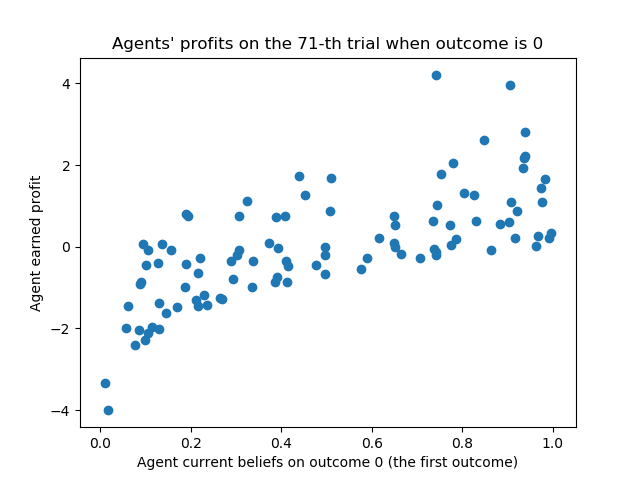 Agents' profits on the 71-th trial when outcome is 0
4
2
0
−2
−4
Agent earned profit
0.0 0.2 0.4 0.6 0.8 1.0
Agent current beliefs on outcome 0 (the first outcome)